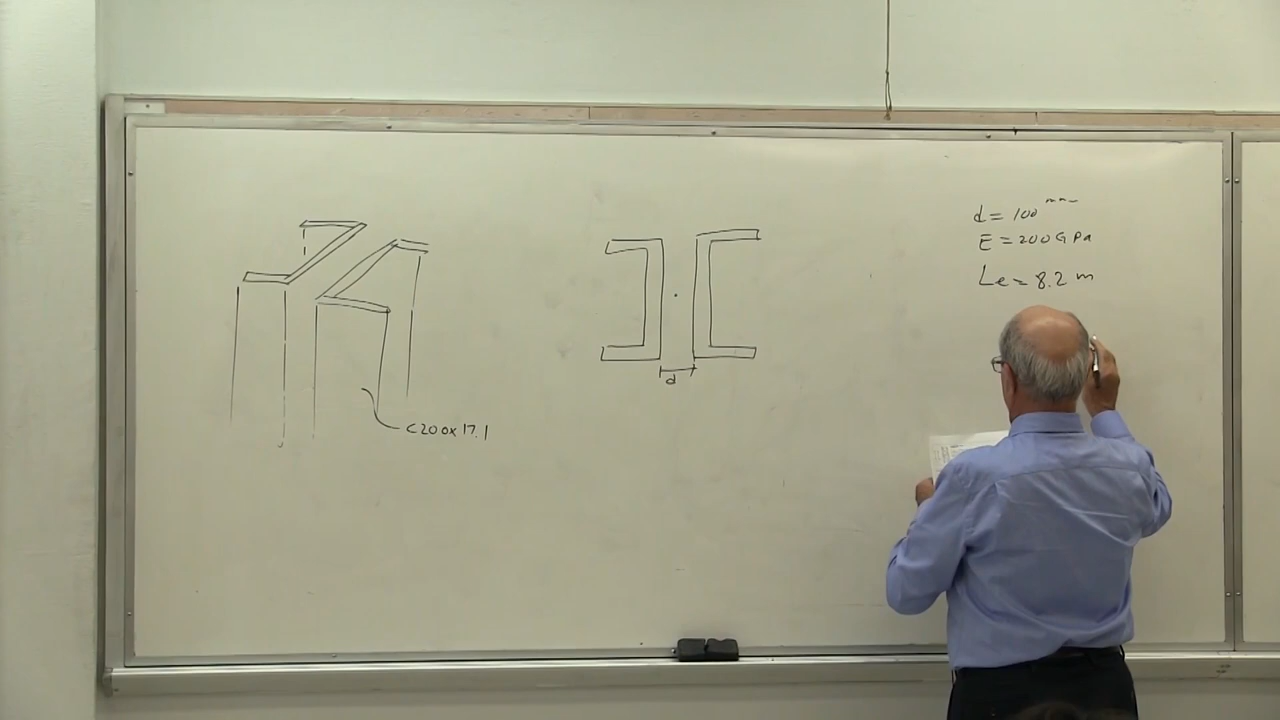 d = 100 mm
E = 200 GPa
Le = 8.2 m
d
C200x17.1